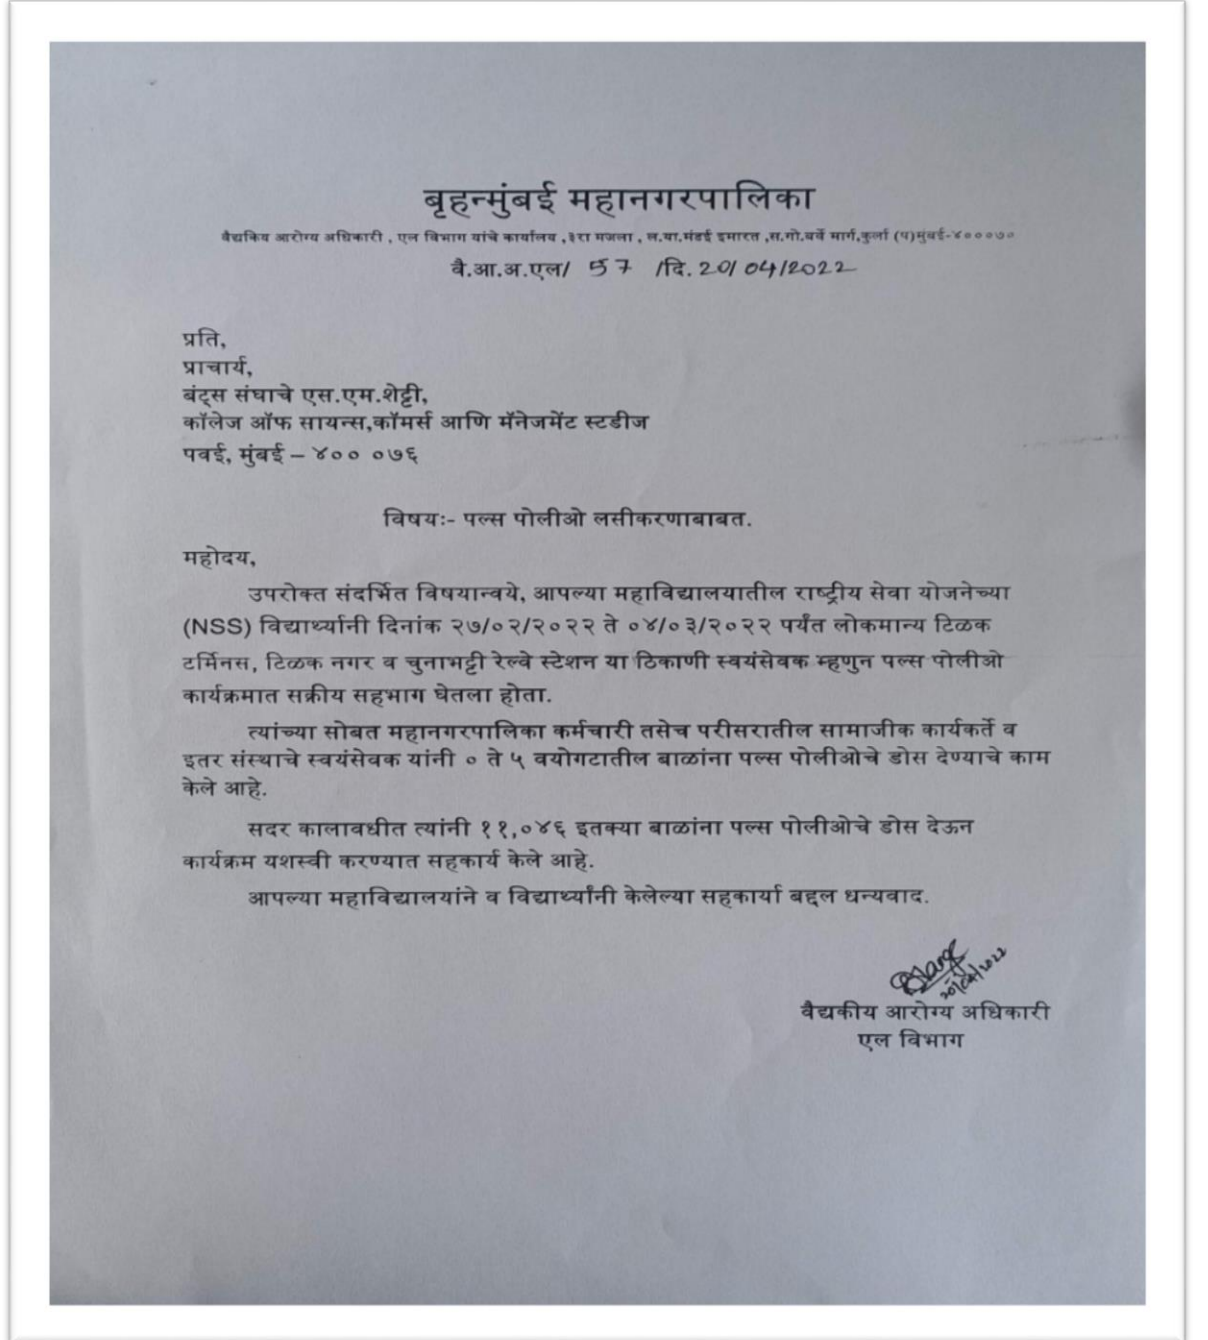 बृहन्मुंबई महानगरपालिका
वैद्यकिय आरोग्य अधिकारी , एल विभाग यांचे कार्यालय ,३रा मजला , ल.या.मंडई इमारत ,स.गो.बर्वे मार्ग,कुर्ला (प)मुंबई-४०००७०
वै.आ.अ.एल/ 57 /दि. 20/04/2022
प्रति,
प्राचार्य,
बंट्स संघाचे एस.एम.शेट्टी,
कॉलेज ऑफ सायन्स,कॉमर्स आणि मॅनेजमेंट स्टडीज
पवई, मुंबई – ४०० ०७६
विषयः- पल्स पोलीओ लसीकरणाबाबत.
महोदय,
उपरोक्त संदर्भित विषयान्वये, आपल्या महाविद्यालयातील राष्ट्रीय सेवा योजनेच्या
(NSS) विद्यार्थ्यांनी दिनांक २७/०२/२०२२ ते ०४/०३/२०२२ पर्यंत लोकमान्य टिळक
टर्मिनस, टिळक नगर व चुनाभट्टी रेल्वे स्टेशन या ठिकाणी स्वयंसेवक म्हणुन पल्स पोलीओ
कार्यक्रमात सक्रीय सहभाग घेतला होता.
त्यांच्या सोबत महानगरपालिका कर्मचारी तसेच परीसरातील सामाजीक कार्यकर्ते व
इतर संस्थाचे स्वयंसेवक यांनी ० ते ५ वयोगटातील बाळांना पल्स पोलीओचे डोस देण्याचे काम
केले आहे.
सदर कालावधीत त्यांनी ११,०४६ इतक्या बाळांना पल्स पोलीओचे डोस देऊन
कार्यक्रम यशस्वी करण्यात सहकार्य केले आहे.
आपल्या महाविद्यालयांने व विद्यार्थ्यांनी केलेल्या सहकार्या बद्दल धन्यवाद.
20/04/2022
वैद्यकीय आरोग्य अधिकारी
एल विभाग